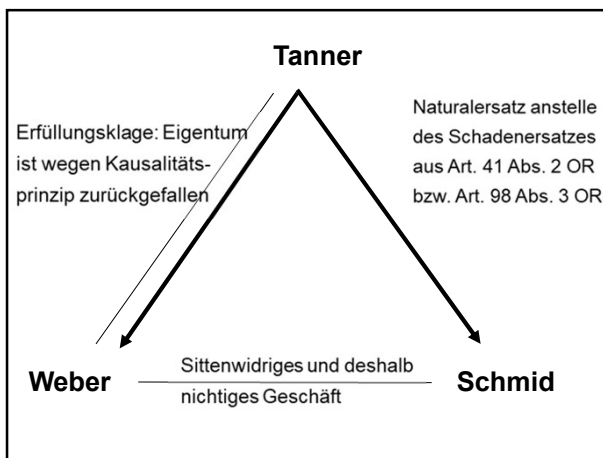 Tanner
Erfüllungsklage: Eigentum
ist wegen Kausalitäts-
prinzip zurückgefallen
Naturalersatz anstelle
des Schadenersatzes
aus Art. 41 Abs. 2 OR
bzw. Art. 98 Abs. 3 OR
Weber
Sittenwidriges und deshalb
nichtiges Geschäft
Schmid